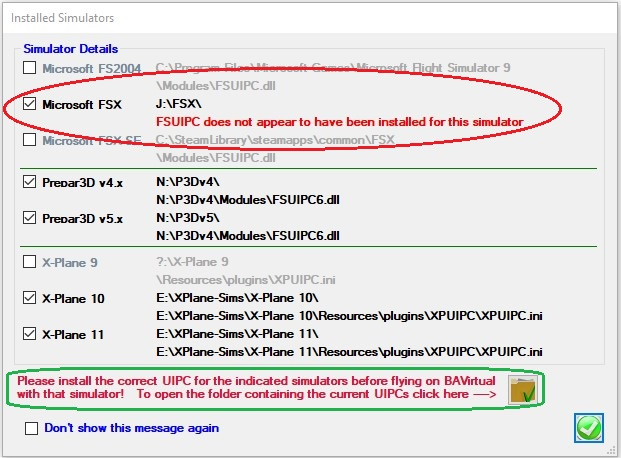 Installed Simulators
Simulator Details
Microsoft FS2004 C:\Program Files\Microsoft Games\Microsoft Flight Simulator 9
\Modules\FSUIPC.dll
Microsoft FSX J:\FSX\
FSUIPC does not appear to have been installed for this simulator
Microsoft FSX-SE C:\SteamLibrary\steamapps\common\FSX
\Modules\FSUIPC.dll
Prepar3D v4.x N:\P3Dv4\
N:\P3Dv4\Modules\FSUIPC6.dll
Prepar3D v5.x N:\P3Dv5\
N:\P3Dv4\Modules\FSUIPC6.dll
X-Plane 9 ?:\X-Plane 9
\Resources\plugins\XPUIPC.ini
X-Plane 10 E:\XPlane-Sims\X-Plane 10\
E:\XPlane-Sims\X-Plane 10\Resources\plugins\XPUIPC\XPUIPC.ini
X-Plane 11 E:\XPlane-Sims\X-Plane 11\
E:\XPlane-Sims\X-Plane 11\Resources\plugins\XPUIPC\XPUIPC.ini
Please install the correct UIPC for the indicated simulators before flying on BAVirtual
with that simulator! To open the folder containing the current UIPCs click here ---->
Don't show this message again